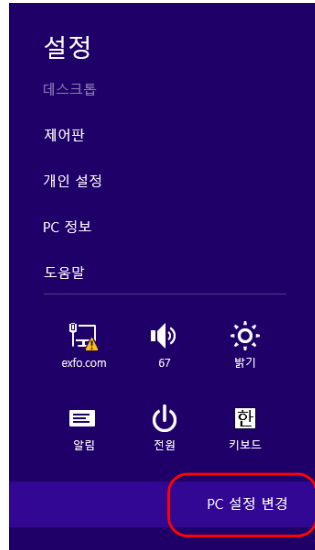 설정
데스크톱
제어판
개인 설정
PC 정보
도움말
exfo.com 67 밝기
알림 전원 한 키보드
PC 설정 변경